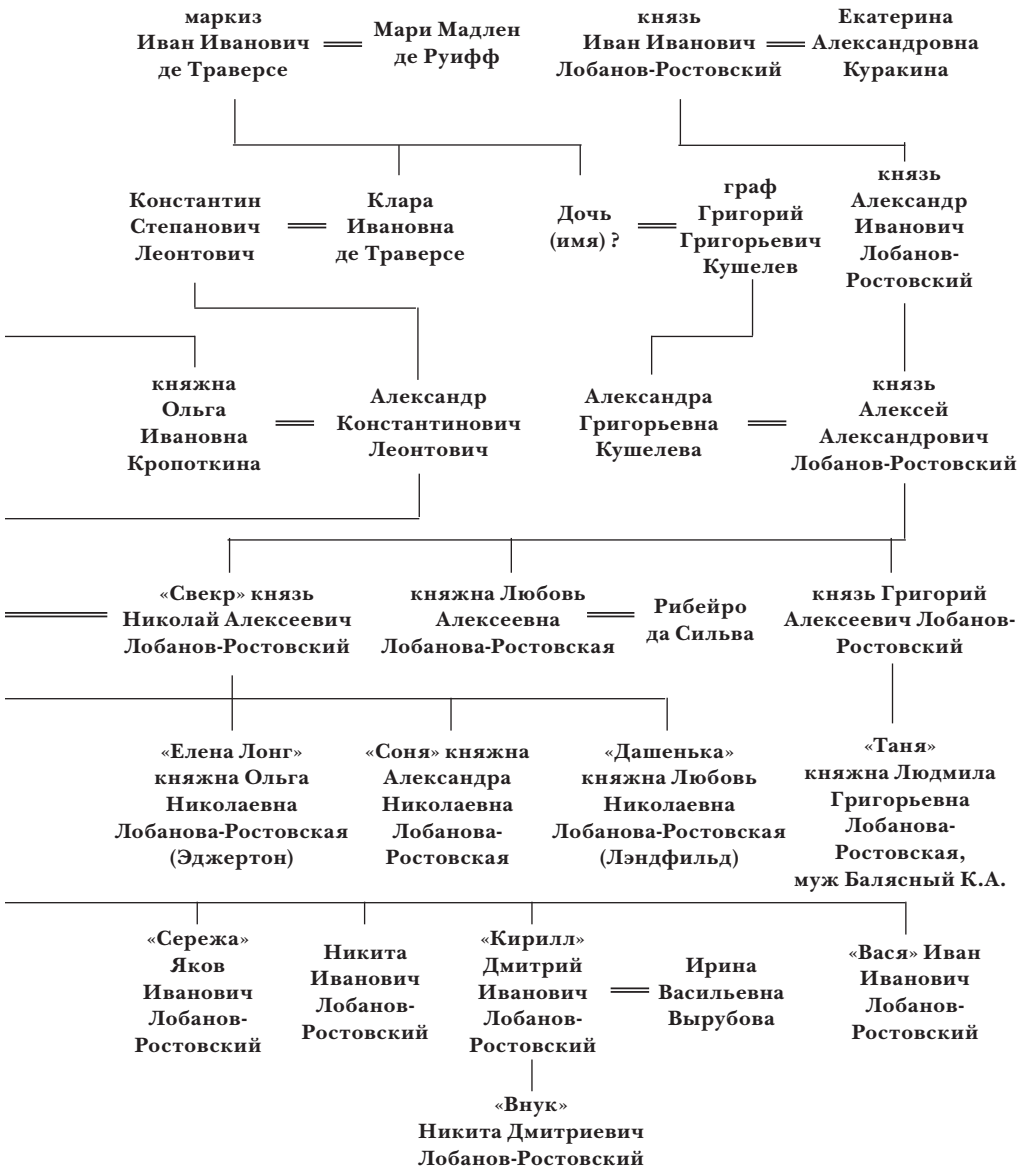 маркиз
Иван Иванович
де Траверсе
Мари Мадлен
де Руифф
князь
Иван Иванович
Лобанов-Ростовский
Екатерина
Александровна
Куракина
Константин
Степанович
Леонтович
Клара
Ивановна
де Траверсе
Дочь
(имя) ?
граф
Григорий
Григорьевич
Кушелев
князь
Александр
Иванович
Лобанов-
Ростовский
княжна
Ольга
Ивановна
Кропоткина
Александр
Константинович
Леонтович
Александра
Григорьевна
Кушелева
князь
Алексей
Александрович
Лобанов-Ростовский
«Свекр» князь
Николай Алексеевич
Лобанов-Ростовский
княжна Любовь
Алексеевна
Лобанова-Ростовская
Рибейро
да Сильва
князь Григорий
Алексеевич Лобанов-
Ростовский
«Елена Лонг»
княжна Ольга
Николаевна
Лобанова-Ростовская
(Эджертон)
«Соня» княжна
Александра
Николаевна
Лобанова-
Ростовская
«Дашенька»
княжна Любовь
Николаевна
Лобанова-Ростовская
(Лэндфильд)
«Таня»
княжна Людмила
Григорьевна
Лобанова-
Ростовская,
муж Балясный К.А.
«Сережа»
Яков
Иванович
Лобанов-
Ростовский
Никита
Иванович
Лобанов-
Ростовский
«Кирилл»
Дмитрий
Иванович
Лобанов-
Ростовский
Ирина
Васильевна
Вырубова
«Вася» Иван
Иванович
Лобанов-
Ростовский
«Внук»
Никита Дмитриевич
Лобанов-Ростовский